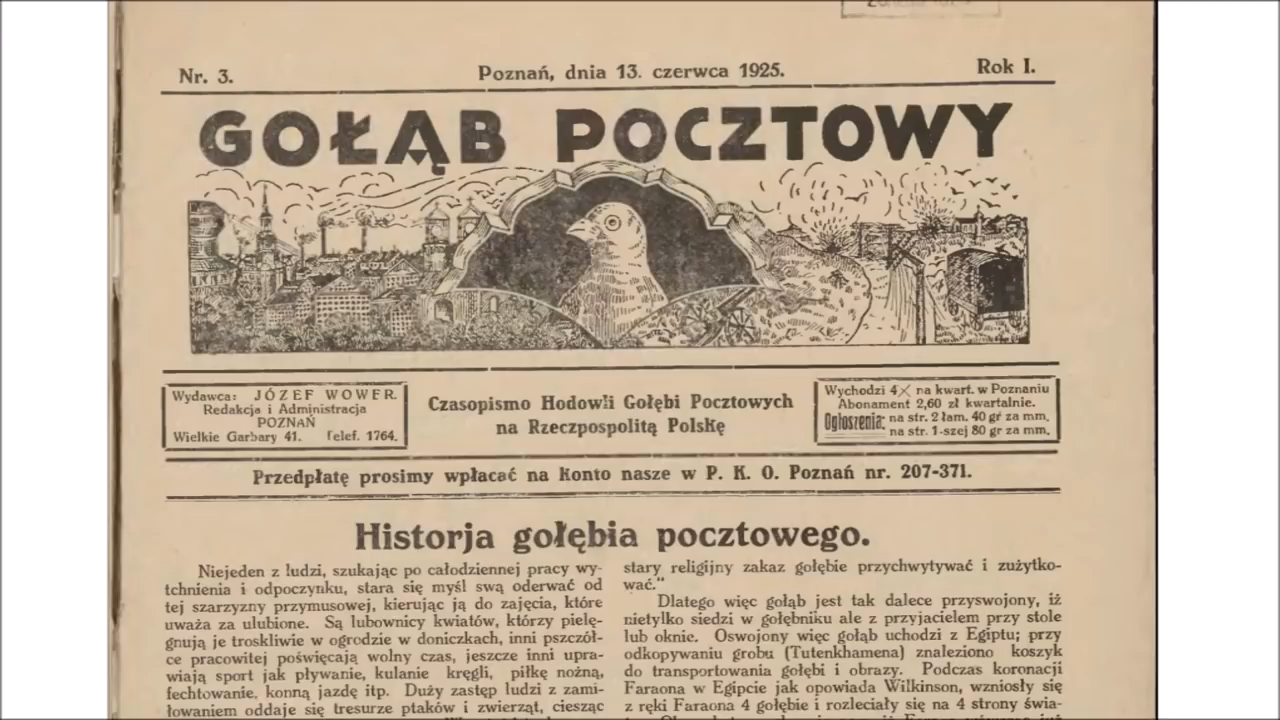 Nr. 3.
Poznań, dnia 13. czerwca 1925.
Rok I.
GOŁĄB POCZTOWY
Wydawca: JÓZEF WOWER.
Redakcja i Administracja
POZNAŃ
Wielkie Garbary 41. Telef. 1764.
Czasopismo Hodowli Gołębi Pocztowych
na Rzeczpospolitą Polskę
Wychodzi 4X na kwart. w Poznaniu
Abonament 2,60 zł kwartalnie.
Ogłoszenia: na str. 2 łam. 40 gr za mm.
na str. 1-szej 80 gr za mm.
Przedpłatę prosimy wpłacać na Konto nasze w P. K. O. Poznań nr. 207-371.
Historja gołębia pocztowego.
Niejeden z ludzi, szukając po całodziennej pracy wy-
tchnienia i odpoczynku, stara się myśl swą oderwać od
tej szarzyzny przymusowej, kierując ją do zajęcia, które
uważa za ulubione. Są lubownicy kwiatów, którzy pielę-
gnują je troskliwie w ogrodzie w doniczkach, inni pszczół-
ce pracowitej poświęcają wolny czas, jeszcze inni upra-
wiają sport jak pływanie, kulanie kręgli, piłkę nożną,
fechtowanie, konną jazdę itp. Duży zastęp ludzi z zami-
łowaniem oddaje się tresurze ptaków i zwierząt, ciesząc
stary religijny zakaz gołębie przychwytywać i zużytko-
wać."
Dlatego więc gołąb jest tak dalece przyswojony, iż
nietylko siedzi w gołębniku ale z przyjacielem przy stole
lub oknie. Oswojony więc gołąb uchodzi z Egiptu; przy
odkopywaniu grobu (Tutenkhamena) znaleziono koszyk
do transportowania gołębi i obrazy. Podczas koronacji
Faraona w Egipcie jak opowiada Wilkinson, wzniosły się
z ręki Faraona 4 gołębie i rozleciały się na 4 strony świa-